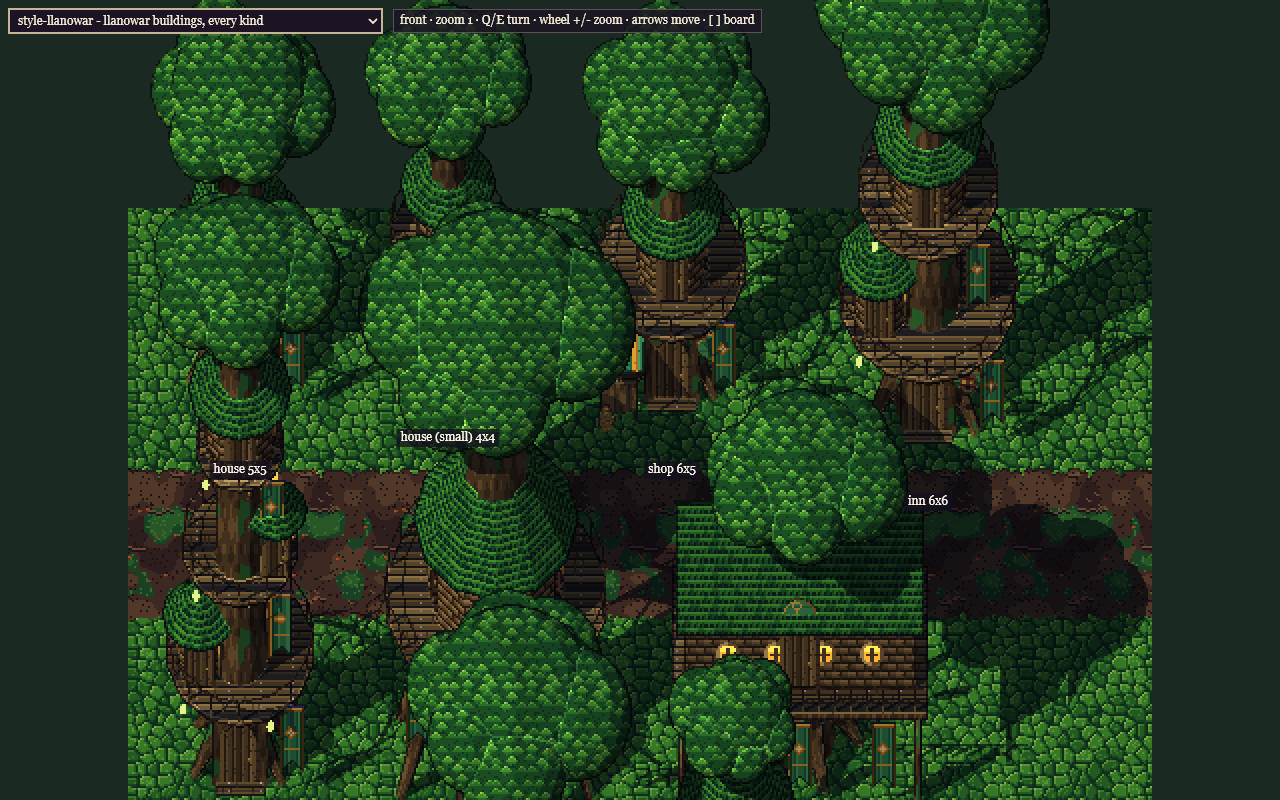 style-llanowar - llanowar buildings, every kind
front · zoom 1 · Q/E turn · wheel +/- zoom · arrows move · [ ] board
house (small) 4x4
house 5x5
shop 6x5
inn 6x6